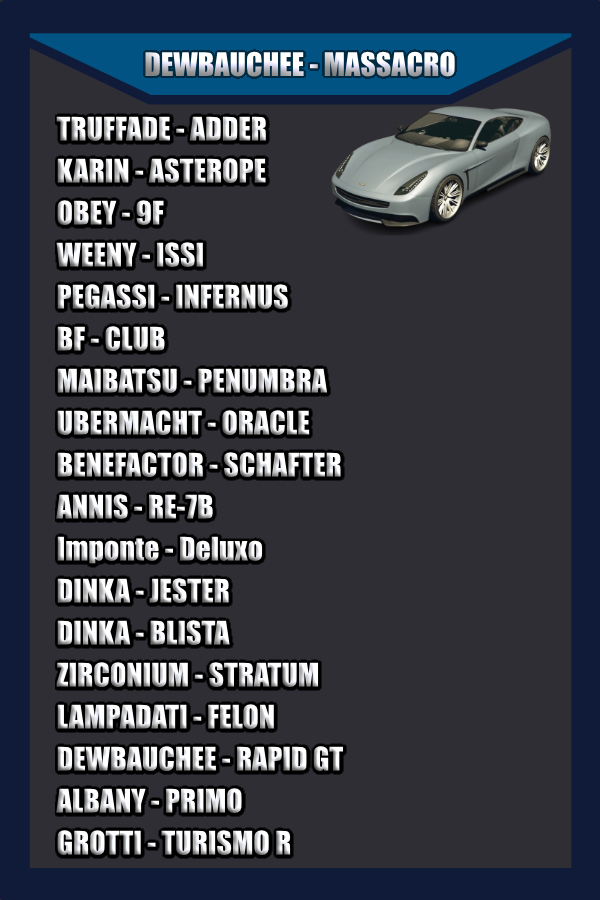 DEWBAUCHEE - MASSACRO
TRUFFADE - ADDER
KARIN - ASTEROPE
OBEY - 9F
WEENY - ISSI
PEGASSI - INFERNUS
BF - CLUB
MAIBATSU - PENUMBRA
UBERMACHT - ORACLE
BENEFACTOR - SCHAFTER
ANNIS - RE-7B
Imponte - Deluxo
DINKA - JESTER
DINKA - BLISTA
ZIRCONIUM - STRATUM
LAMPADATI - FELON
DEWBAUCHEE - RAPID GT
ALBANY - PRIMO
GROTTI - TURISMO R